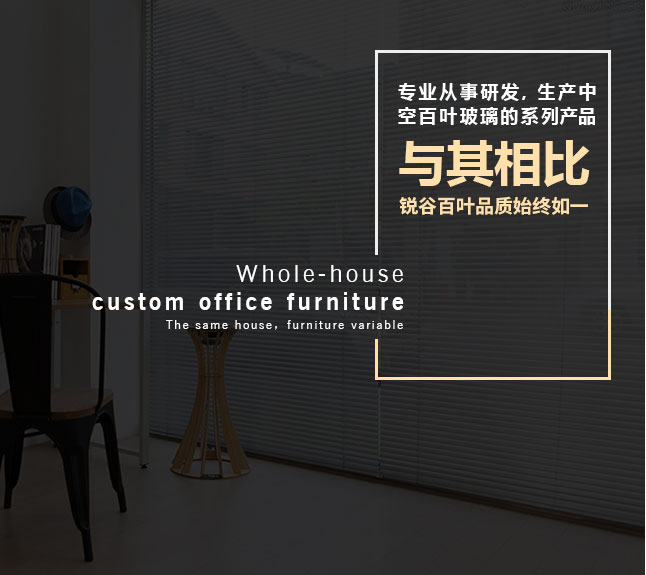 专业从事研发, 生产中
空百叶玻璃的系列产品
与其相比
锐谷百叶品质始终如一
Whole-house
custom office furniture
The same house, furniture variable